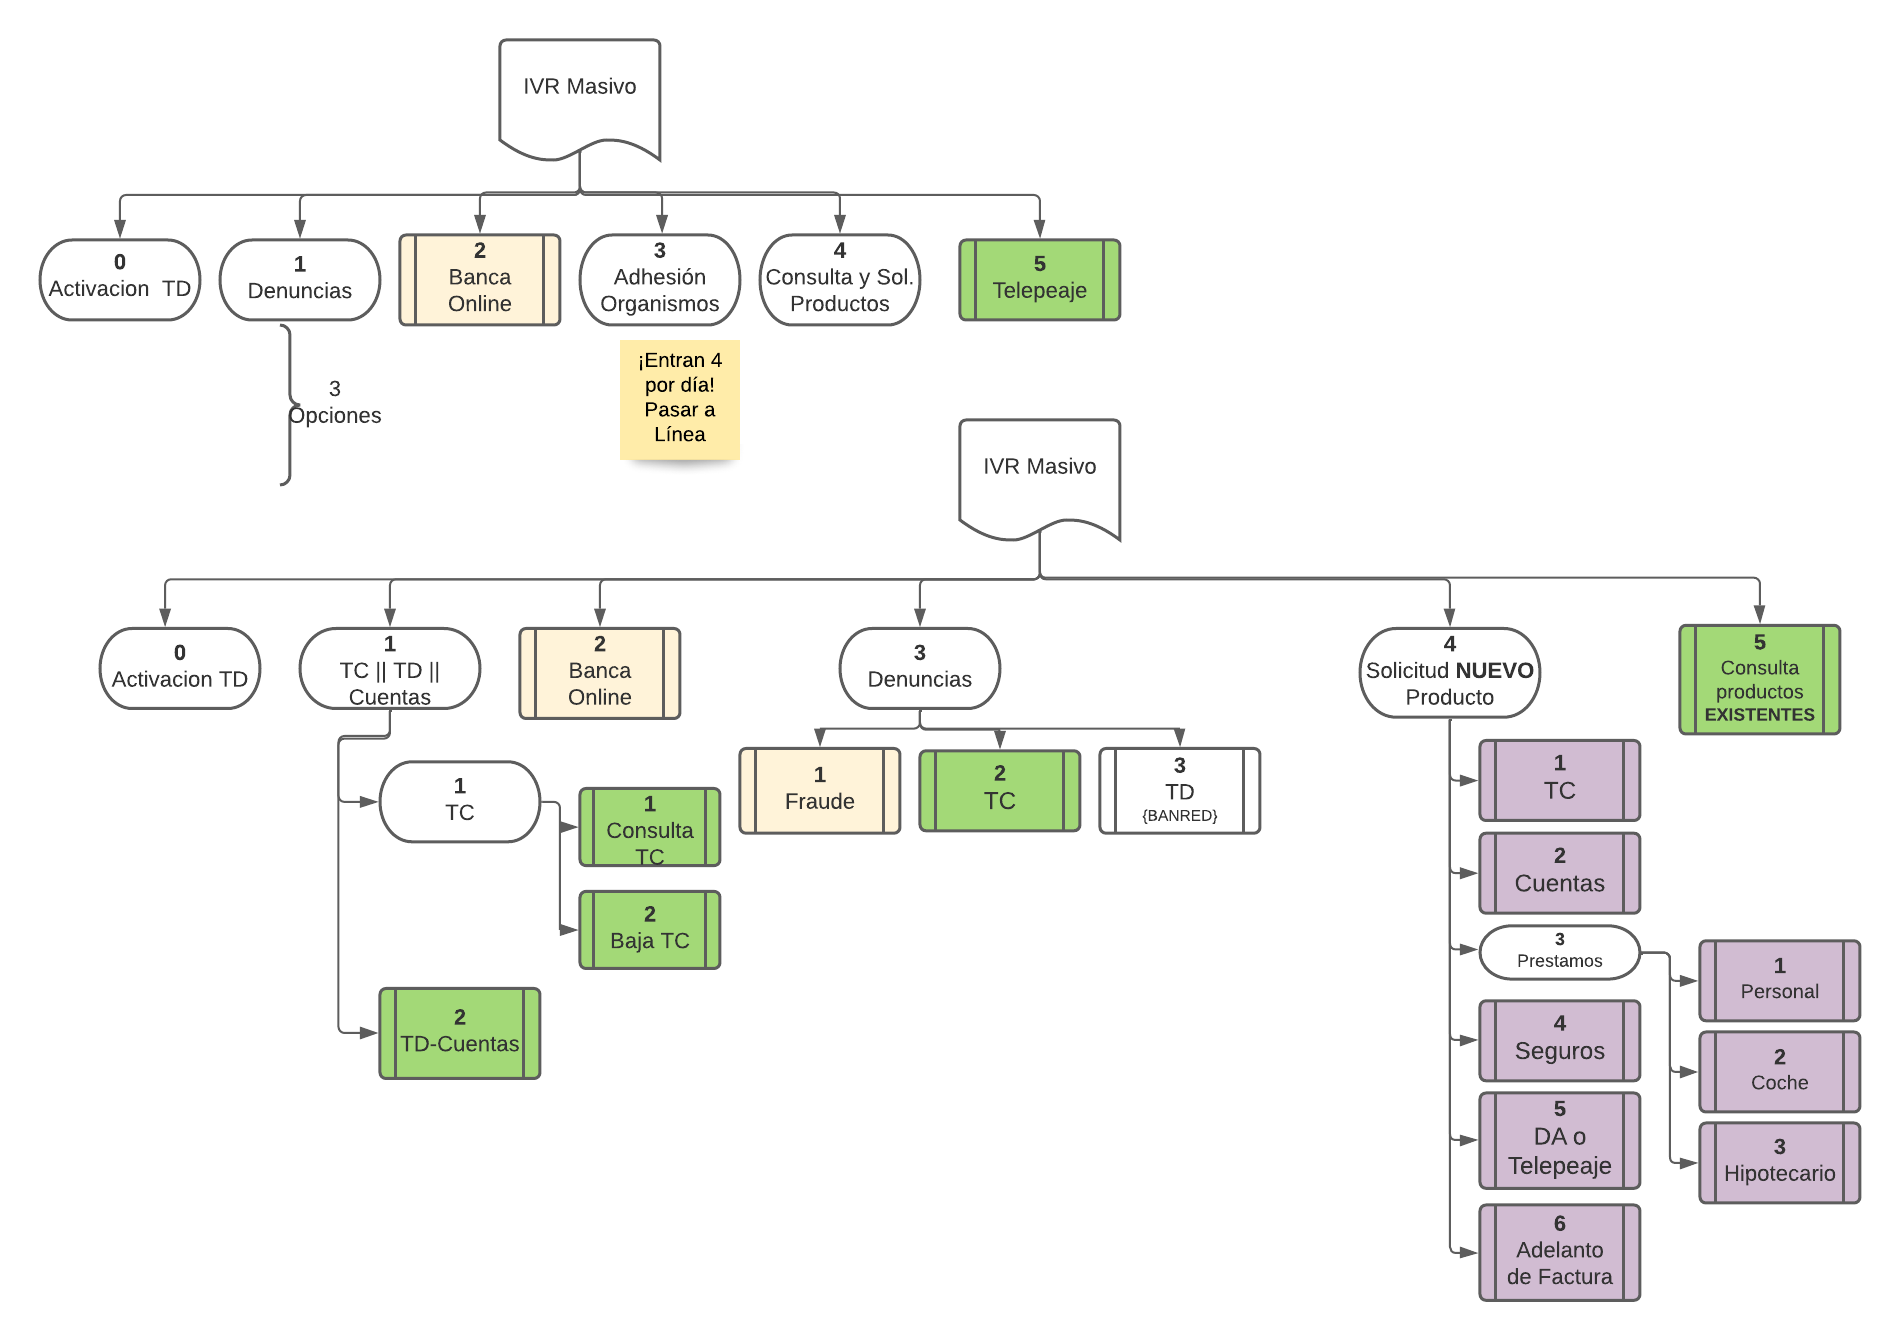 IVR Masivo
0
Activacion  TD
1
Denuncias
2
Banca
Online
3
Adhesión
Organismos
4
Consulta y Sol.
Productos
5
Telepeaje
3
Opciones
¡Entran 4
por día!
Pasar a
Línea
IVR Masivo
0
Activacion TD
1
TC || TD ||
Cuentas
2
Banca
Online
3
Denuncias
4
Solicitud NUEVO
Producto
5
Consulta
productos
EXISTENTES
1
TC
1
Consulta
TC
2
Baja TC
2
TD-Cuentas
1
Fraude
2
TC
3
TD
{BANRED}
1
TC
2
Cuentas
3
Prestamos
1
Personal
2
Coche
3
Hipotecario
4
Seguros
5
DA o
Telepeaje
6
Adelanto
de Factura